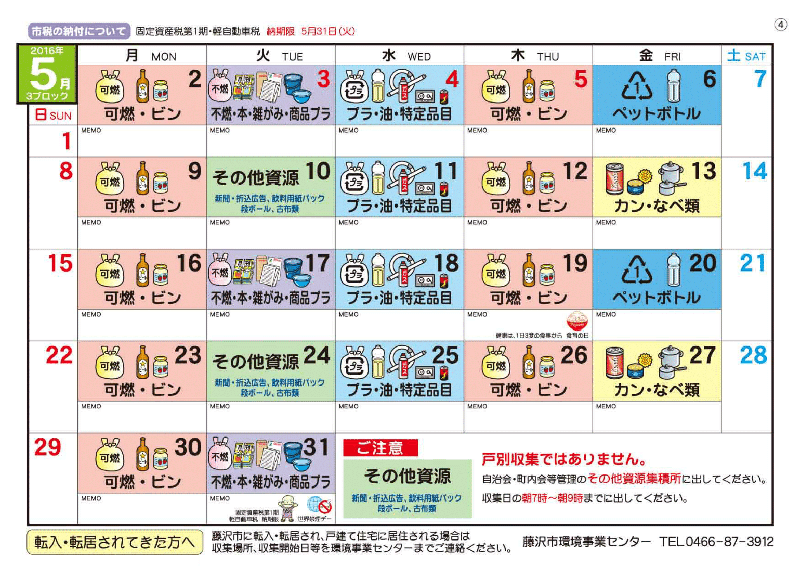 市税の納付について 固定資産税第1期・軽自動車税 納期限 5月31日(火)
④
2016年
5月
3ブロック
日 SUN
月 MON
火 TUE
水 WED
木 THU
金 FRI
土 SAT
1
可燃 2
可燃・ビン
MEMO
不燃 3
不燃・本・雑がみ・商品プラ
MEMO
プラ 4
プラ・油・特定品目
MEMO
可燃 5
可燃・ビン
MEMO
1 6
ペットボトル
MEMO
7
8
可燃 9
可燃・ビン
MEMO
その他資源 10
新聞・折込広告、飲料用紙パック
段ボール、古布類
MEMO
プラ 11
プラ・油・特定品目
MEMO
可燃 12
可燃・ビン
MEMO
13
カン・なべ類
MEMO
14
15
可燃 16
可燃・ビン
MEMO
不燃 17
不燃・本・雑がみ・商品プラ
MEMO
プラ 18
プラ・油・特定品目
MEMO
可燃 19
可燃・ビン
MEMO
健康は、1日3度の食事から 食育の日
1 20
ペットボトル
MEMO
21
22
可燃 23
可燃・ビン
MEMO
その他資源 24
新聞・折込広告、飲料用紙パック
段ボール、古布類
MEMO
プラ 25
プラ・油・特定品目
MEMO
可燃 26
可燃・ビン
MEMO
27
カン・なべ類
MEMO
28
29
可燃 30
可燃・ビン
MEMO
不燃 31
不燃・本・雑がみ・商品プラ
MEMO
固定資産税第1期
軽自動車税 納期限
世界禁煙デー
ご注意
その他資源
新聞・折込広告、飲料用紙パック
段ボール、古布類
戸別収集ではありません。
自治会・町内会等管理のその他資源集積所に出してください。
収集日の朝7時～朝9時までに出してください。
転入・転居されてきた方へ
藤沢市に転入・転居され、戸建て住宅に居住される場合は
収集場所、収集開始日等を環境事業センターまでご連絡ください。
藤沢市環境事業センター TEL0466-87-3912